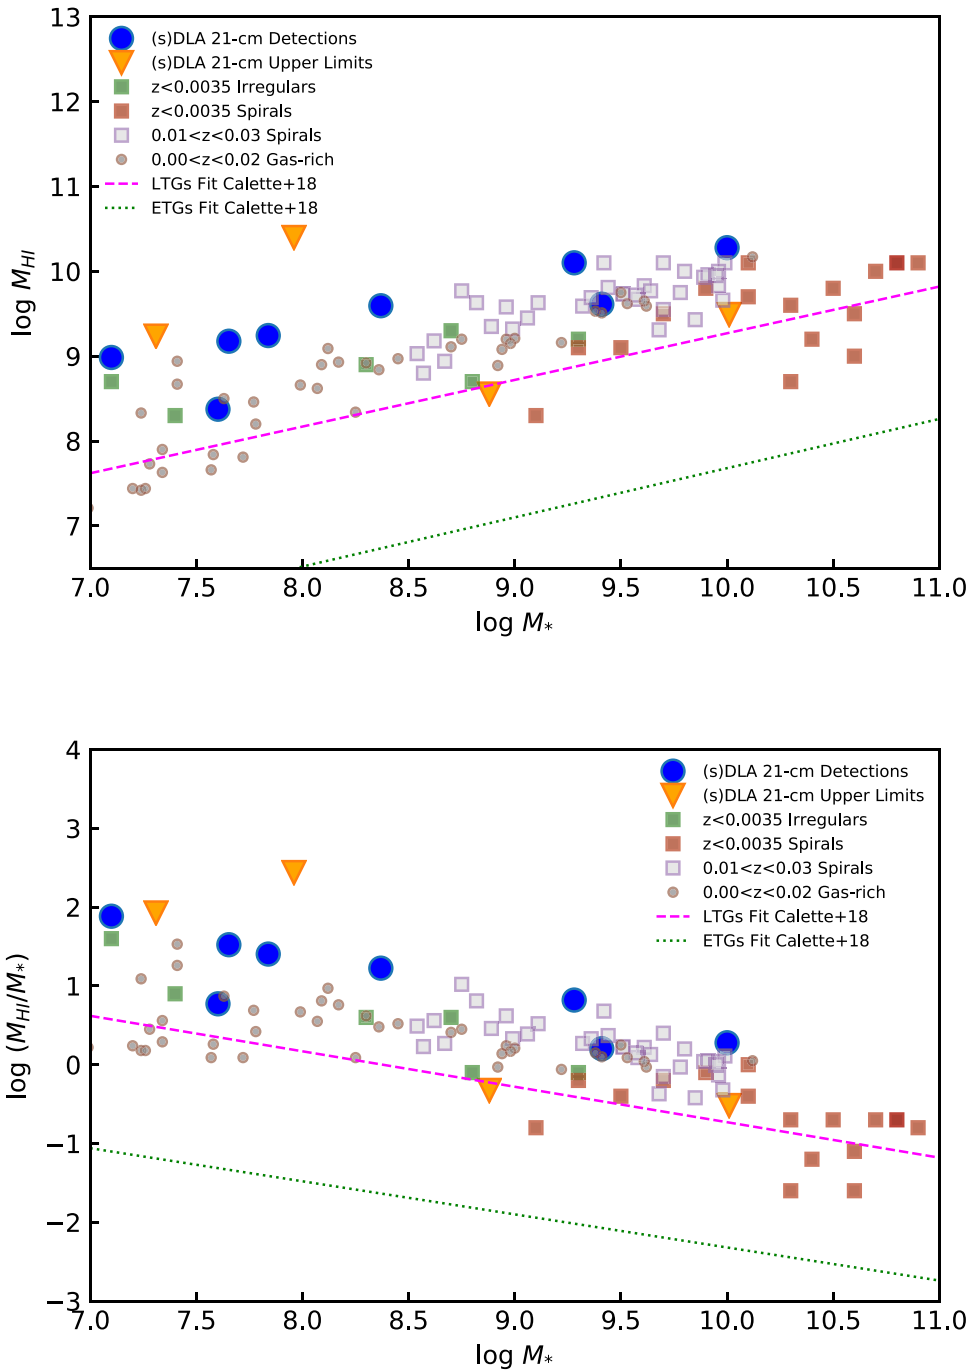 13
12
11
10
9
8
7
log M_HI
(s)DLA 21-cm Detections
(s)DLA 21-cm Upper Limits
z<0.0035 Irregulars
z<0.0035 Spirals
0.01<z<0.03 Spirals
0.00<z<0.02 Gas-rich
LTGs Fit Calette+18
ETGs Fit Calette+18
7.0 7.5 8.0 8.5 9.0 9.5 10.0 10.5 11.0
log M_*
4
3
2
1
0
−1
−2
−3
log (M_HI/M_*)
(s)DLA 21-cm Detections
(s)DLA 21-cm Upper Limits
z<0.0035 Irregulars
z<0.0035 Spirals
0.01<z<0.03 Spirals
0.00<z<0.02 Gas-rich
LTGs Fit Calette+18
ETGs Fit Calette+18
7.0 7.5 8.0 8.5 9.0 9.5 10.0 10.5 11.0
log M_*